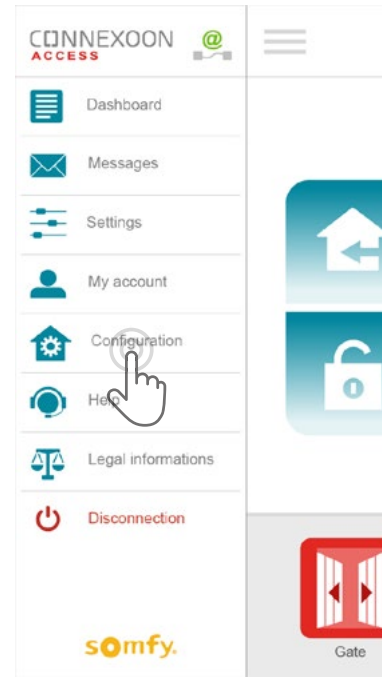 CONNEXOON
ACCESS
@
Dashboard
Messages
Settings
My account
Configuration
Help
Legal informations
Disconnection
Gate
somfy.